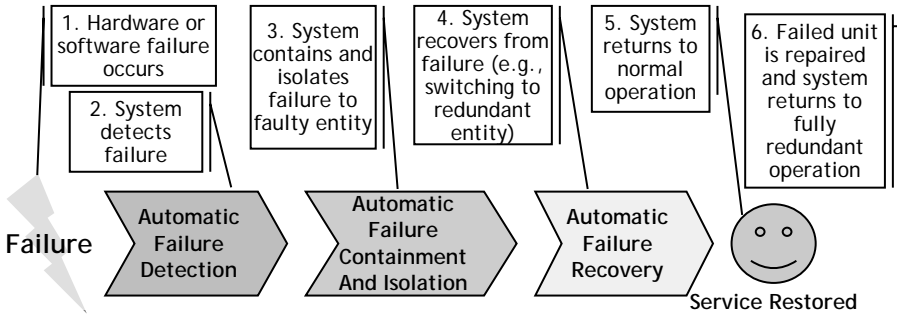 1. Hardware or
software failure
occurs
2. System
detects
failure
3. System
contains and
isolates
failure to
faulty entity
4. System
recovers from
failure (e.g.,
switching to
redundant
entity)
5. System
returns to
normal
operation
6. Failed unit
is repaired
and system
returns to
fully
redundant
operation
Failure
Automatic
Failure
Detection
Automatic
Failure
Containment
And Isolation
Automatic
Failure
Recovery
Service Restored